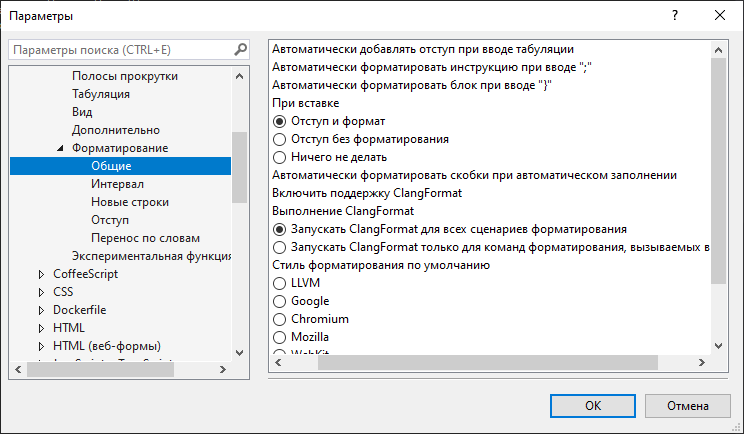 Параметры
Параметры поиска (CTRL+E)
Полосы прокрутки
Табуляция
Вид
Дополнительно
Форматирование
Общие
Интервал
Новые строки
Отступ
Перенос по словам
Экспериментальная функция
CoffeeScript
CSS
Dockerfile
HTML
HTML (веб-формы)
Автоматически добавлять отступ при вводе табуляции
Автоматически форматировать инструкцию при вводе ";"
Автоматически форматировать блок при вводе "}"
При вставке
Отступ и формат
Отступ без форматирования
Ничего не делать
Автоматически форматировать скобки при автоматическом заполнении
Включить поддержку ClangFormat
Выполнение ClangFormat
Запускать ClangFormat для всех сценариев форматирования
Запускать ClangFormat только для команд форматирования, вызываемых в
Стиль форматирования по умолчанию
LLVM
Google
Chromium
Mozilla
WebKit
OK
Отмена